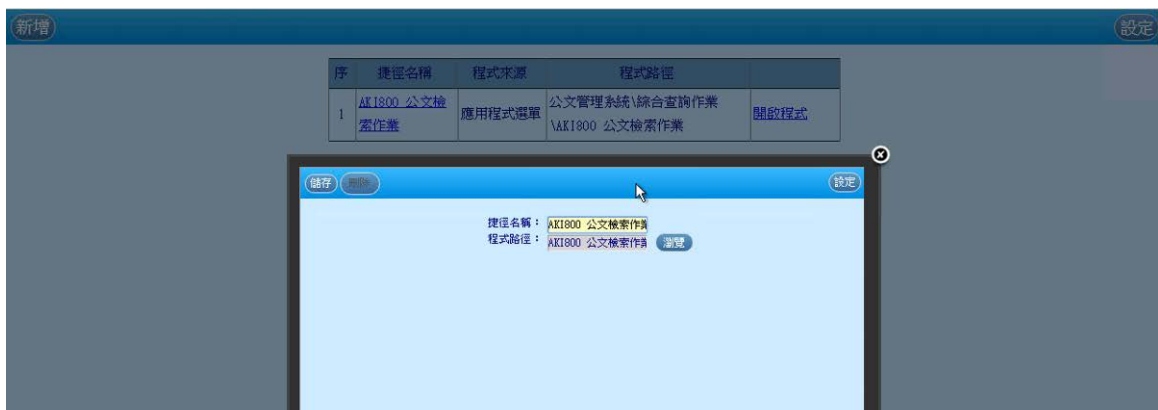 新增
設定
序 捷徑名稱 程式來源 程式路徑
1 AKI800 公文檢索作業 應用程式選單 公文管理系統\綜合查詢作業\AKI800 公文檢索作業 開啟程式
儲存 刪除 設定
捷徑名稱： AKI800 公文檢索作業
程式路徑： AKI800 公文檢索作業 瀏覽